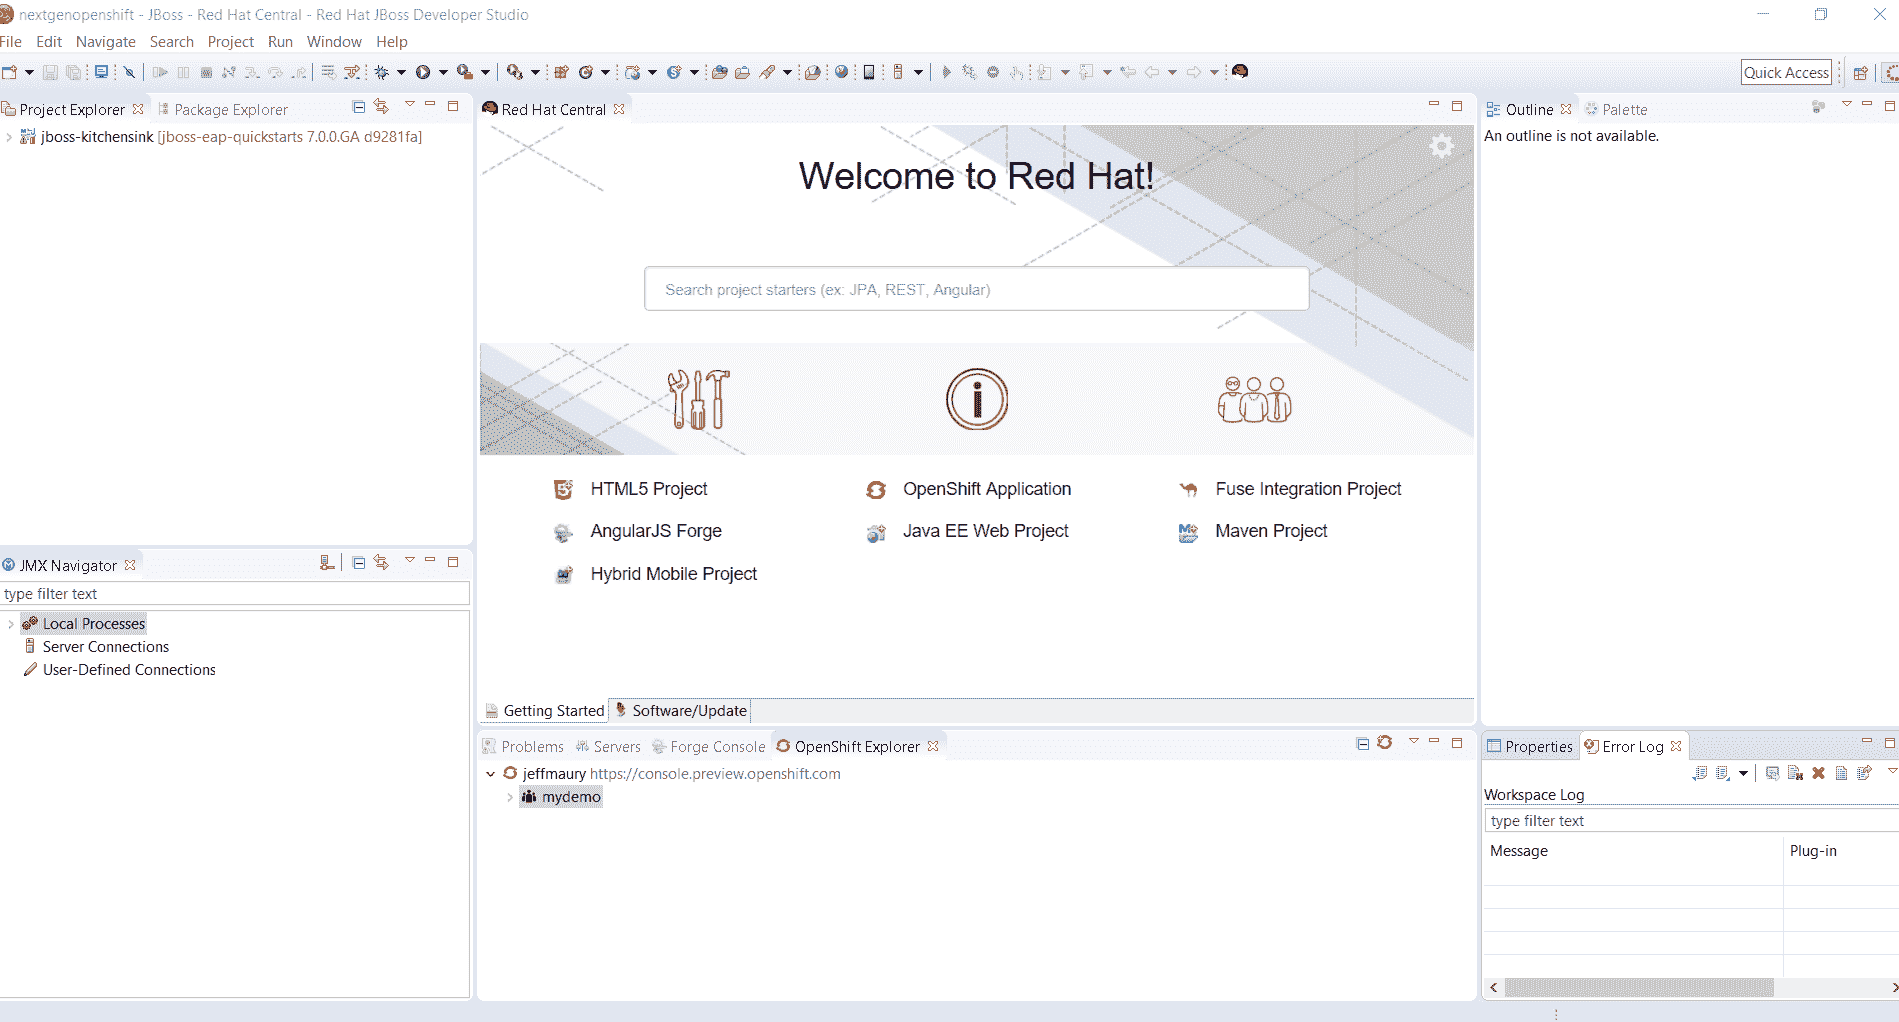 nextgenopenshift - JBoss - Red Hat Central - Red Hat JBoss Developer Studio
File Edit Navigate Search Project Run Window Help
Quick Access
Project Explorer Package Explorer
jboss-kitchensink [jboss-eap-quickstarts 7.0.0.GA d9281fa]
Red Hat Central
Welcome to Red Hat!
Search project starters (ex: JPA, REST, Angular)
HTML5 Project OpenShift Application Fuse Integration Project
AngularJS Forge Java EE Web Project Maven Project
Hybrid Mobile Project
Getting Started Software/Update
Outline Palette
An outline is not available.
JMX Navigator
type filter text
Local Processes
Server Connections
User-Defined Connections
Problems Servers Forge Console OpenShift Explorer
jeffmaury https://console.preview.openshift.com
mydemo
Properties Error Log
Workspace Log
type filter text
Message Plug-in